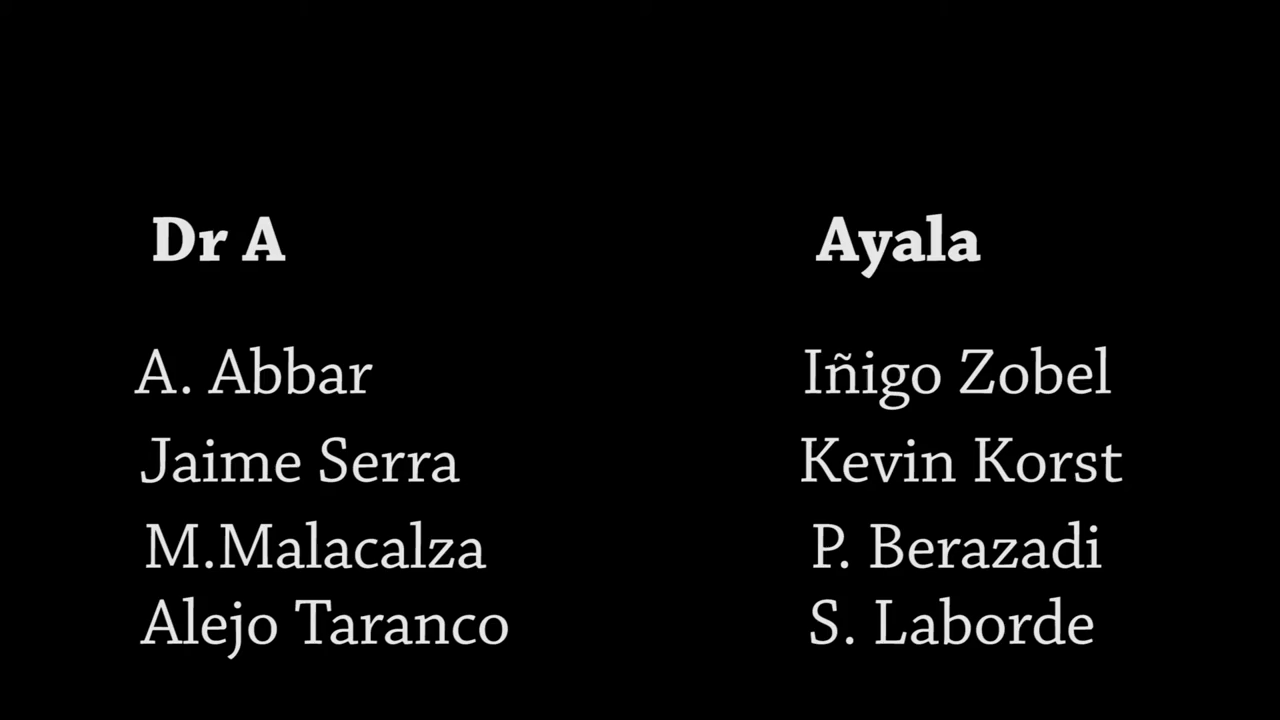 Dr A
A. Abbar
Jaime Serra
M.Malacalza
Alejo Taranco
Ayala
Iñigo Zobel
Kevin Korst
P. Berazadi
S. Laborde